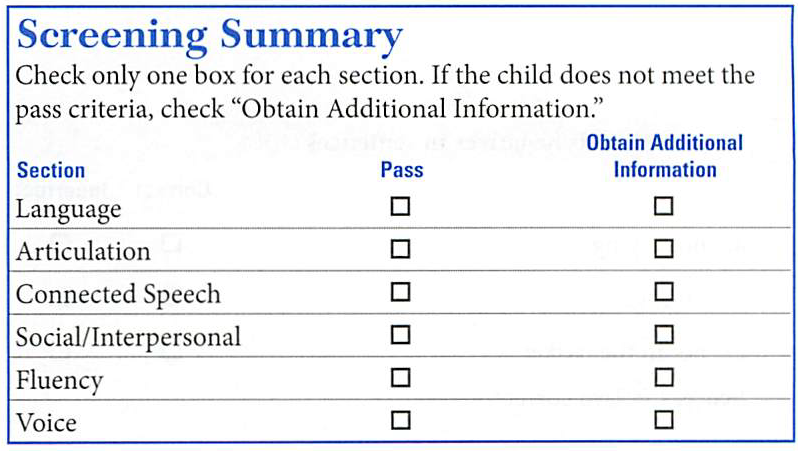 Screening Summary
Check only one box for each section. If the child does not meet the
pass criteria, check “Obtain Additional Information.”
Section Pass Obtain Additional Information
Language ☐ ☐
Articulation ☐ ☐
Connected Speech ☐ ☐
Social/Interpersonal ☐ ☐
Fluency ☐ ☐
Voice ☐ ☐